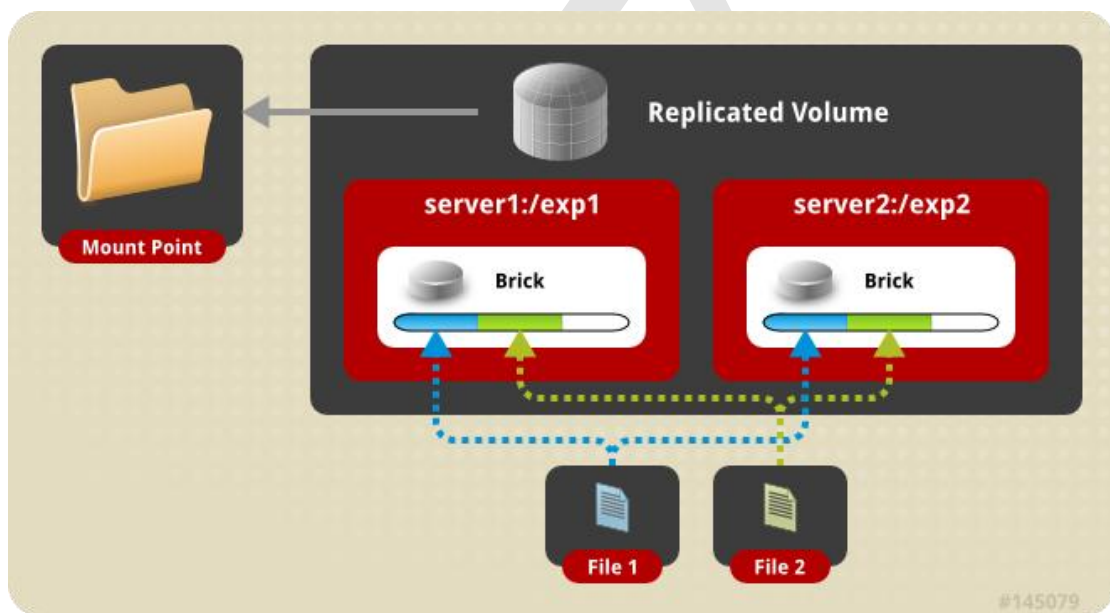 Replicated Volume
Mount Point
server1:/exp1
server2:/exp2
Brick
Brick
File 1
File 2
#145079